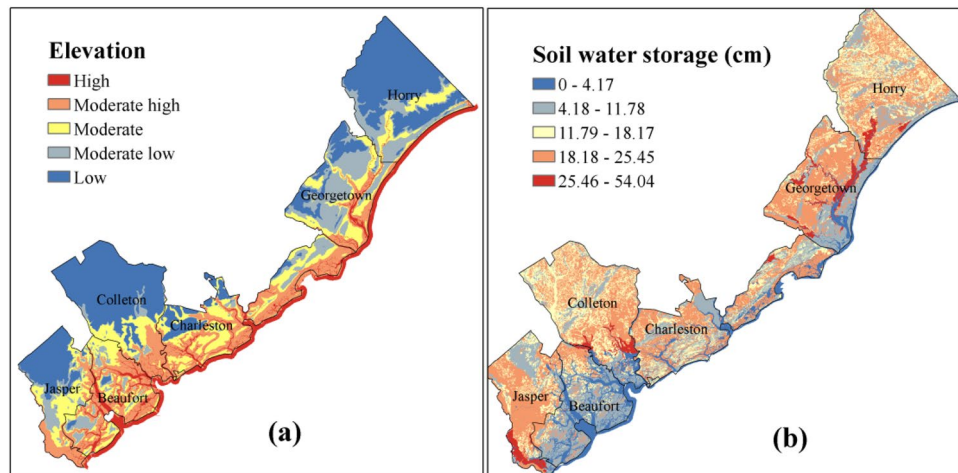 Elevation
High
Moderate high
Moderate
Moderate low
Low
Horry
Georgetown
Colleton
Charleston
Jasper
Beaufort
(a)
Soil water storage (cm)
0 - 4.17
4.18 - 11.78
11.79 - 18.17
18.18 - 25.45
25.46 - 54.04
Horry
Georgetown
Colleton
Charleston
Jasper
Beaufort
(b)